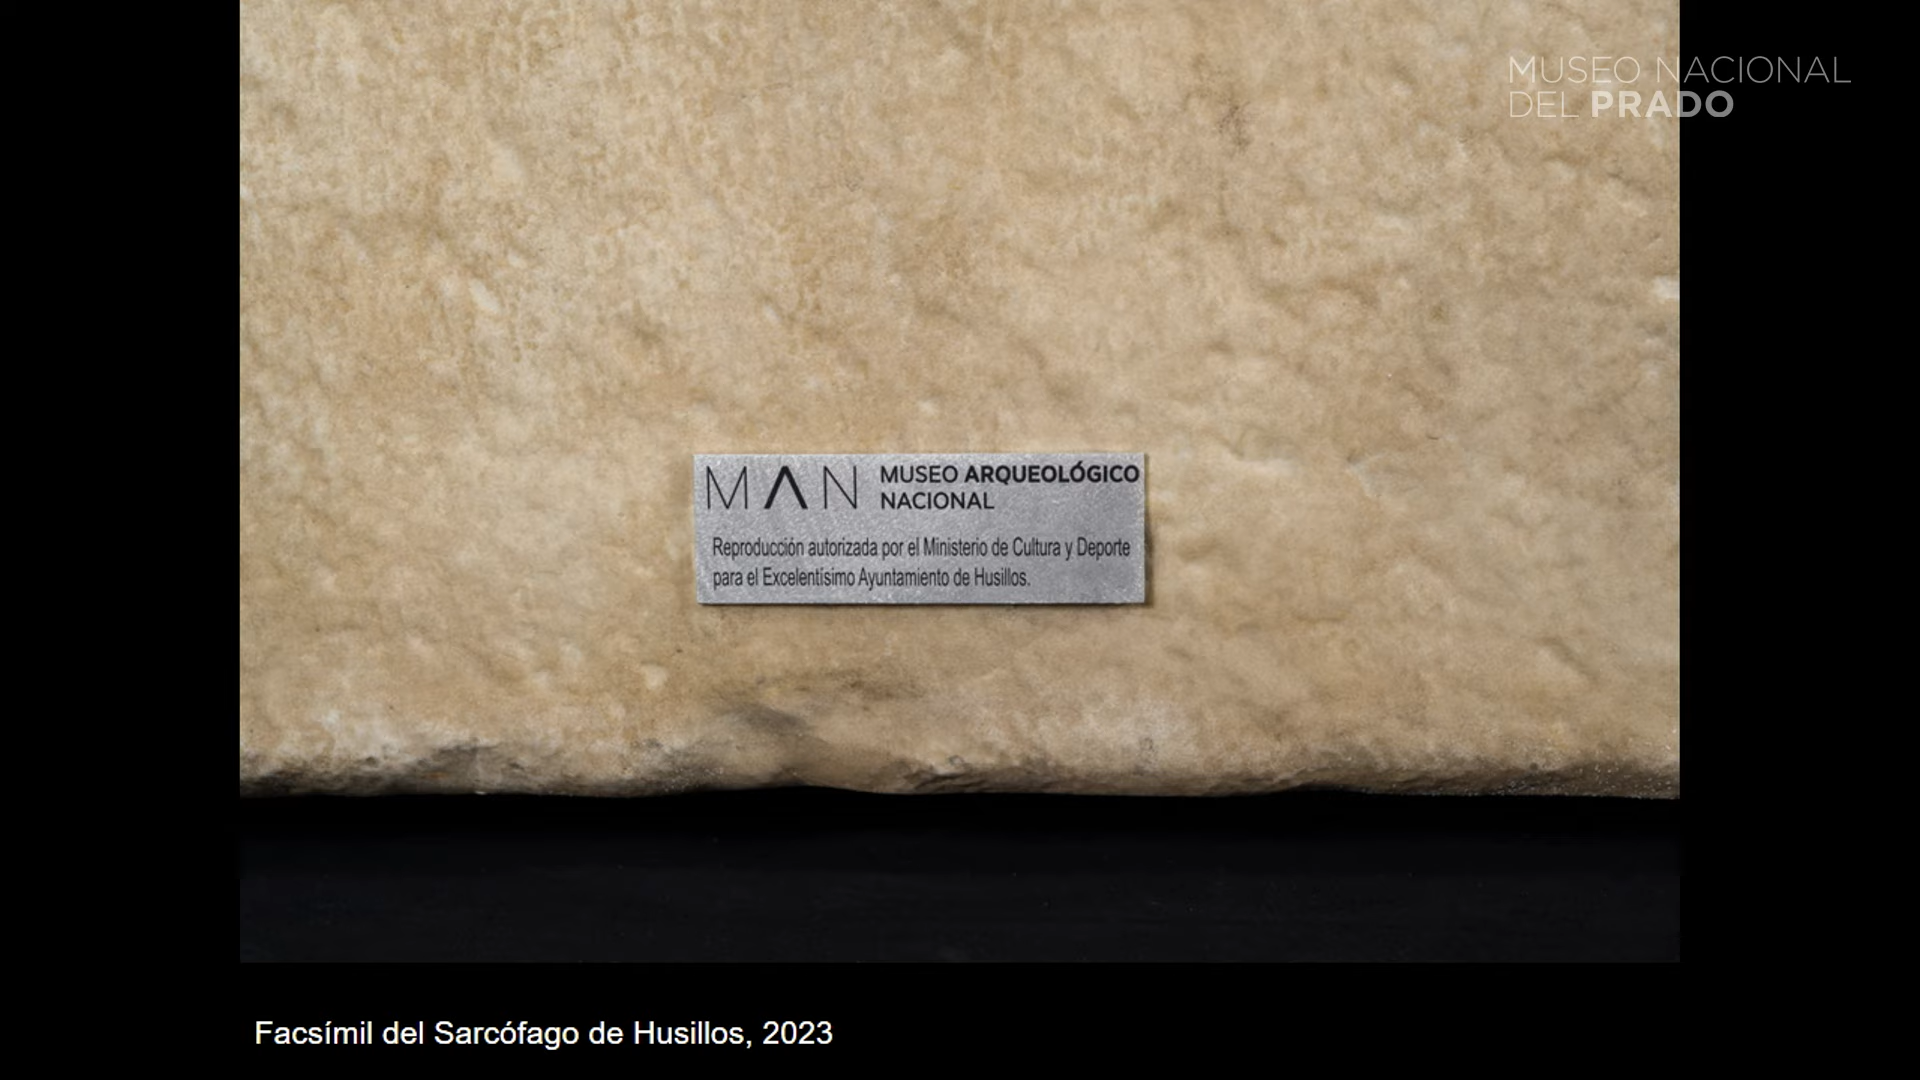 MUSEO NACIONAL
DEL PRADO
MAN
MUSEO ARQUEOLÓGICO
NACIONAL
Reproducción autorizada por el Ministerio de Cultura y Deporte
para el Excelentísimo Ayuntamiento de Husillos.
Facsímil del Sarcófago de Husillos, 2023